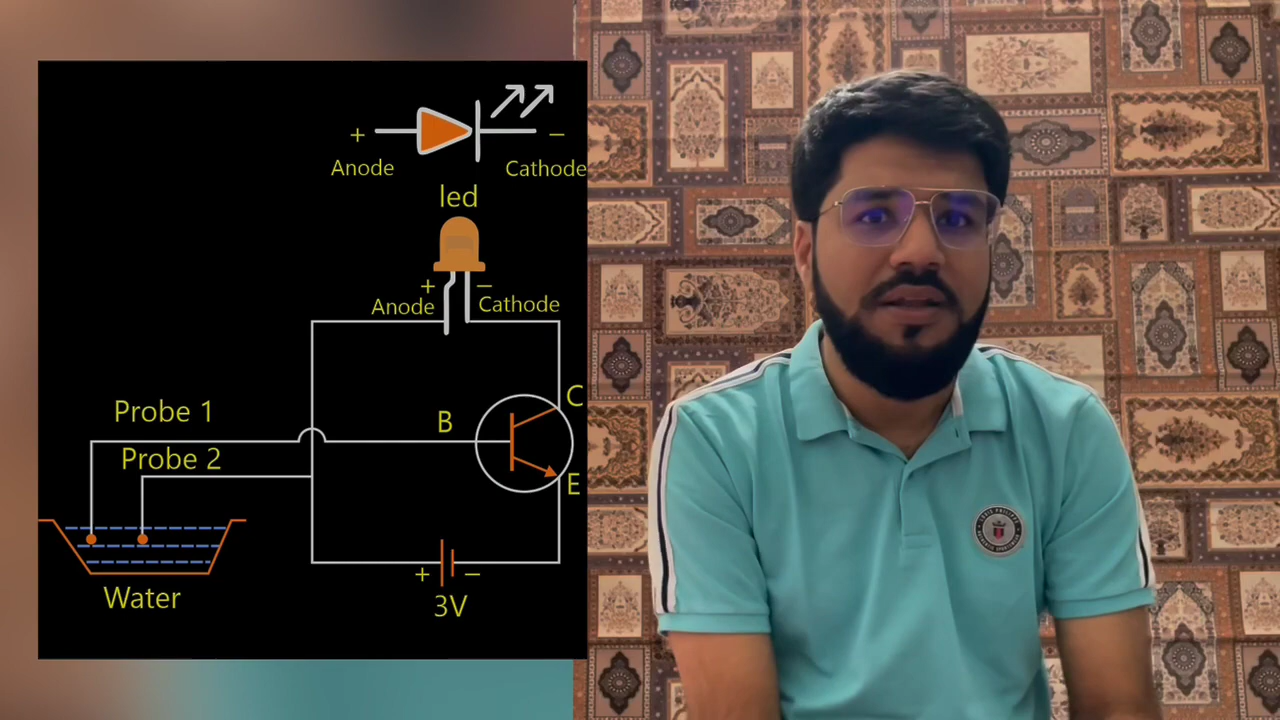 +
−
Anode
Cathode
led
+
−
Anode
Cathode
C
Probe 1
B
Probe 2
E
+
−
Water
3V